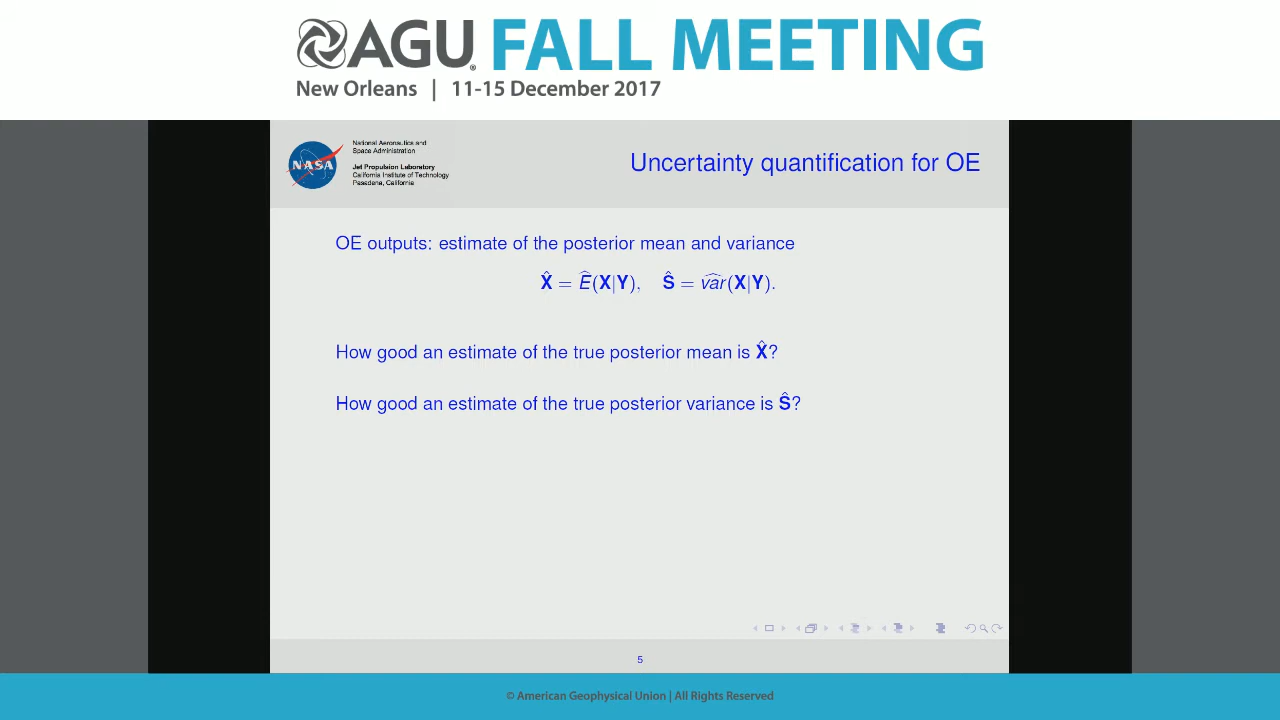 AGU FALL MEETING
New Orleans | 11-15 December 2017
NASA
National Aeronautics and
Space Administration
Jet Propulsion Laboratory
California Institute of Technology
Pasadena, California
Uncertainty quantification for OE
OE outputs: estimate of the posterior mean and variance
X̂ = Ê(X|Y), Ŝ = v͡ar(X|Y).
How good an estimate of the true posterior mean is X̂?
How good an estimate of the true posterior variance is Ŝ?
5
© American Geophysical Union | All Rights Reserved